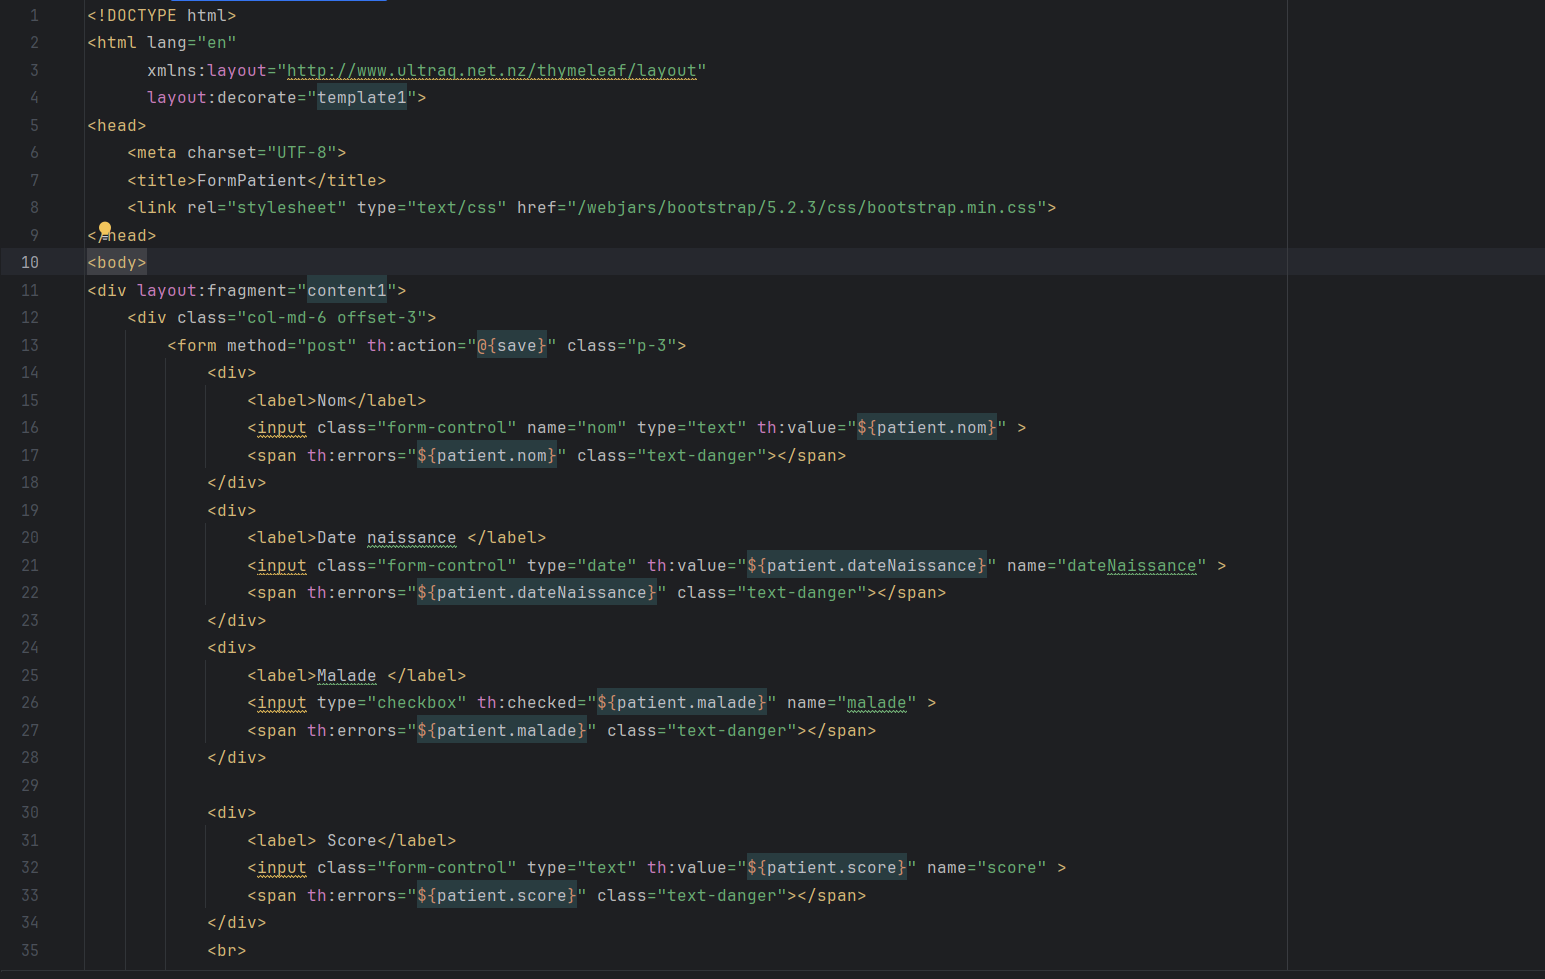 1 <!DOCTYPE html>
2 <html lang="en"
3 xmlns:layout="http://www.ultraq.net.nz/thymeleaf/layout"
4 layout:decorate="template1">
5 <head>
6 <meta charset="UTF-8">
7 <title>FormPatient</title>
8 <link rel="stylesheet" type="text/css" href="/webjars/bootstrap/5.2.3/css/bootstrap.min.css">
9 </head>
10 <body>
11 <div layout:fragment="content1">
12 <div class="col-md-6 offset-3">
13 <form method="post" th:action="@{save}" class="p-3">
14 <div>
15 <label>Nom</label>
16 <input class="form-control" name="nom" type="text" th:value="${patient.nom}" >
17 <span th:errors="${patient.nom}" class="text-danger"></span>
18 </div>
19 <div>
20 <label>Date naissance </label>
21 <input class="form-control" type="date" th:value="${patient.dateNaissance}" name="dateNaissance" >
22 <span th:errors="${patient.dateNaissance}" class="text-danger"></span>
23 </div>
24 <div>
25 <label>Malade </label>
26 <input type="checkbox" th:checked="${patient.malade}" name="malade" >
27 <span th:errors="${patient.malade}" class="text-danger"></span>
28 </div>
29
30 <div>
31 <label> Score</label>
32 <input class="form-control" type="text" th:value="${patient.score}" name="score" >
33 <span th:errors="${patient.score}" class="text-danger"></span>
34 </div>
35 <br>